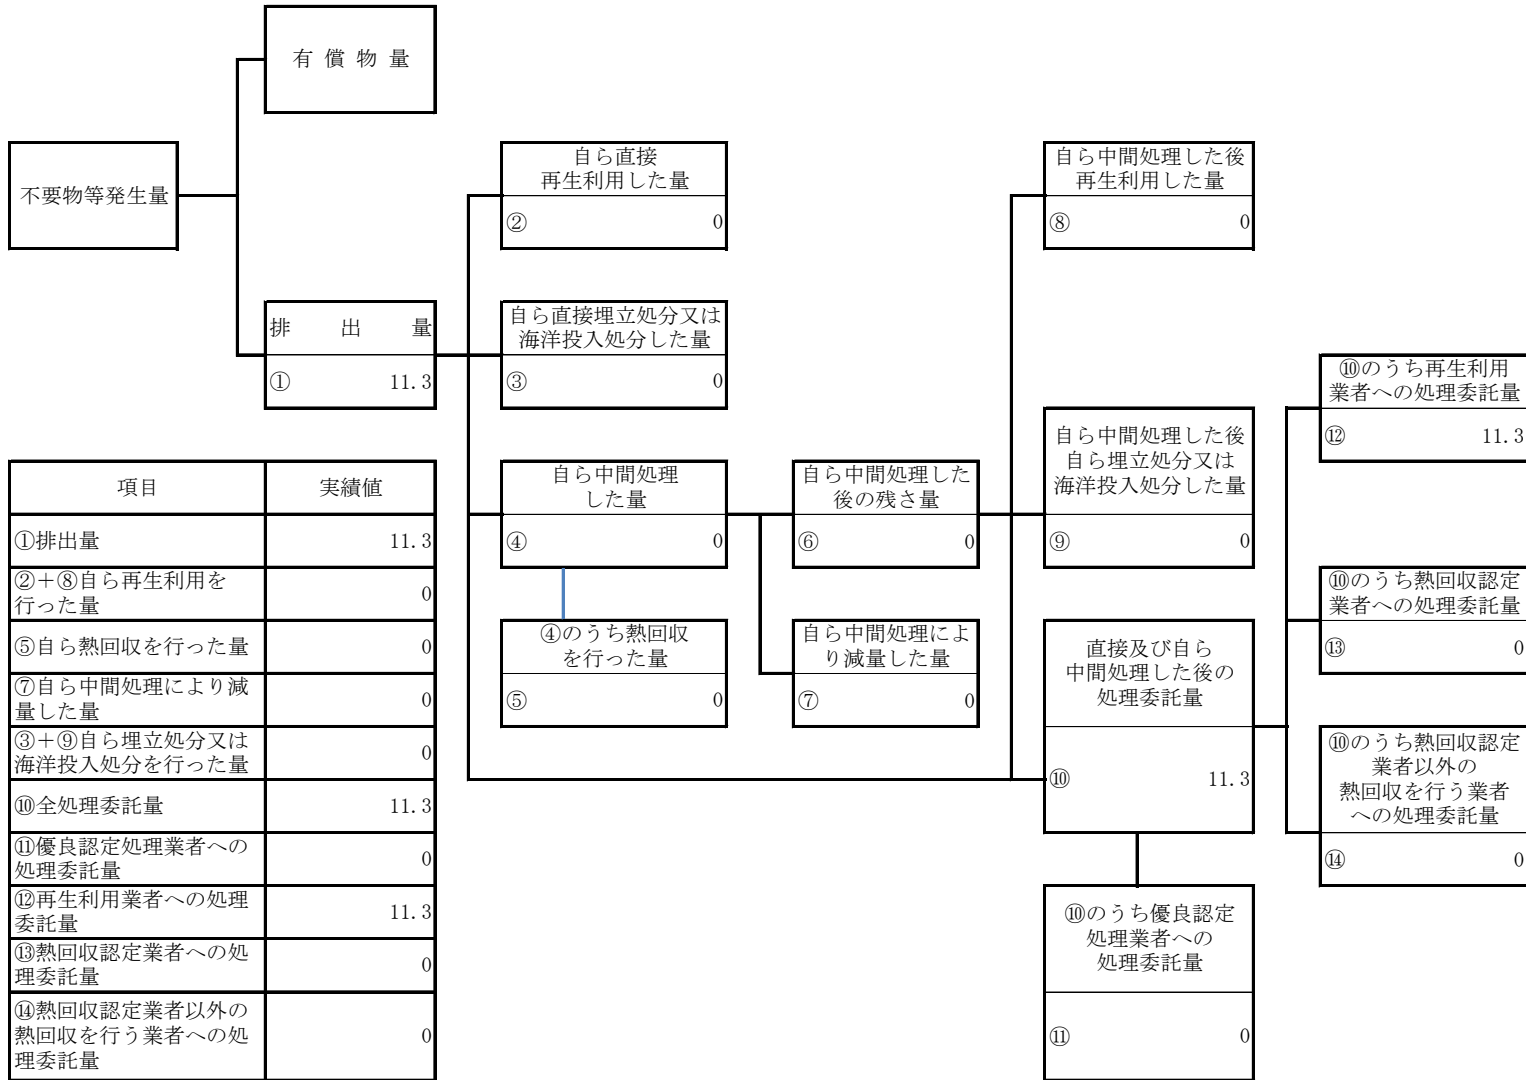 有 償 物 量
不要物等発生量
排 出 量
① 11.3
自ら直接
再生利用した量
② 0
自ら直接埋立処分又は
海洋投入処分した量
③ 0
自ら中間処理
した量
④ 0
④のうち熱回収
を行った量
⑤ 0
自ら中間処理した
後の残さ量
⑥ 0
自ら中間処理によ
り減量した量
⑦ 0
自ら中間処理した後
再生利用した量
⑧ 0
自ら中間処理した後
自ら埋立処分又は
海洋投入処分した量
⑨ 0
直接及び自ら
中間処理した後の
処理委託量
⑩ 11.3
⑩のうち優良認定
処理業者への
処理委託量
⑪ 0
⑩のうち再生利用
業者への処理委託量
⑫ 11.3
⑩のうち熱回収認定
業者への処理委託量
⑬ 0
⑩のうち熱回収認定
業者以外の
熱回収を行う業者
への処理委託量
⑭ 0
項目 実績値
①排出量 11.3
②+⑧自ら再生利用を
行った量 0
⑤自ら熱回収を行った量 0
⑦自ら中間処理により減
量した量 0
③+⑨自ら埋立処分又は
海洋投入処分を行った量 0
⑩全処理委託量 11.3
⑪優良認定処理業者への
処理委託量 0
⑫再生利用業者への処理
委託量 11.3
⑬熱回収認定業者への処
理委託量 0
⑭熱回収認定業者以外の
熱回収を行う業者への処
理委託量 0